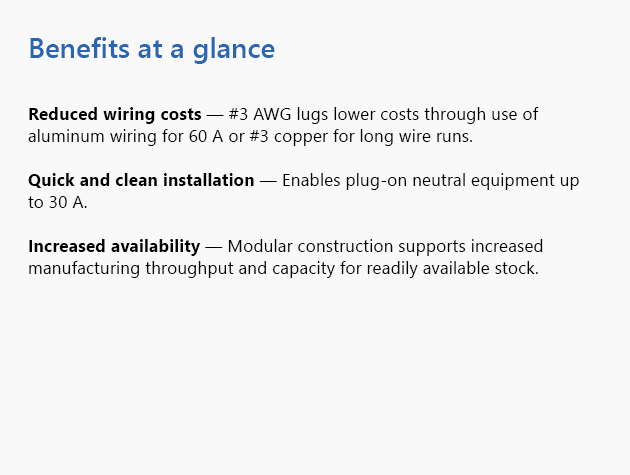 Benefits at a glance
Reduced wiring costs — #3 AWG lugs lower costs through use of
aluminum wiring for 60 A or #3 copper for long wire runs.
Quick and clean installation — Enables plug-on neutral equipment up
to 30 A.
Increased availability — Modular construction supports increased
manufacturing throughput and capacity for readily available stock.